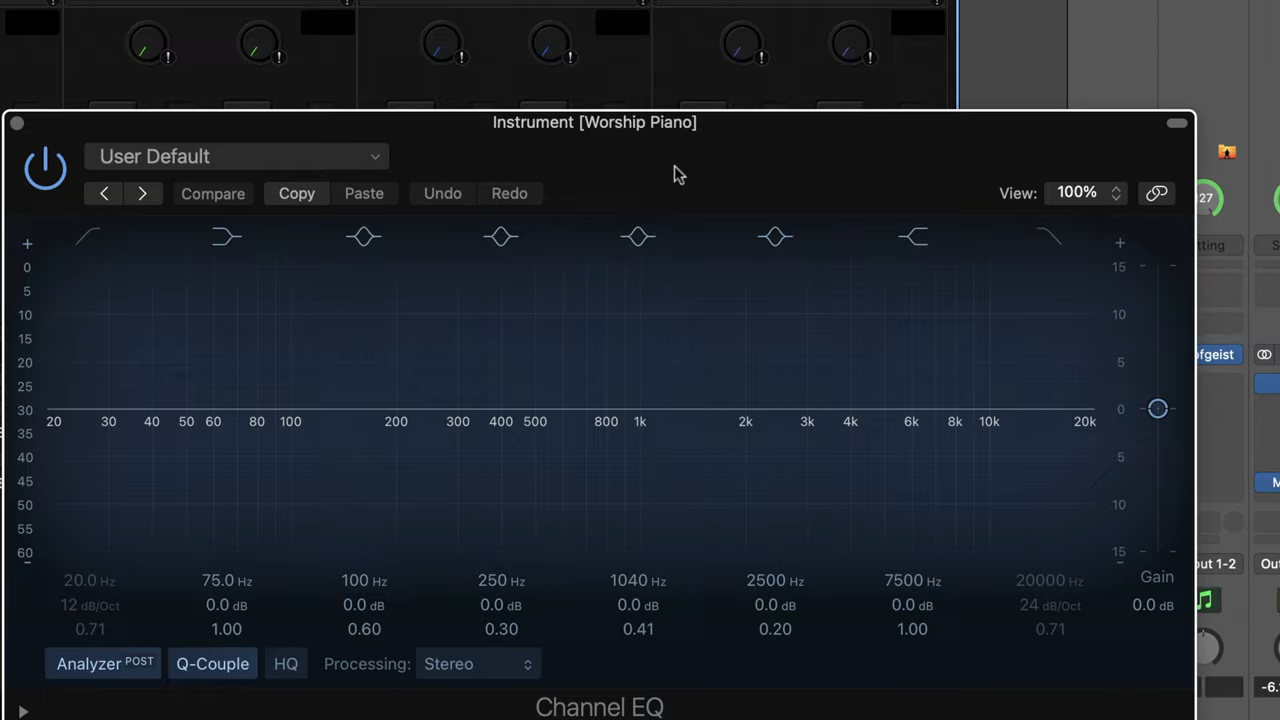 Instrument [Worship Piano]
User Default
Compare Copy Paste Undo Redo View: 100%
27
tting
+ +
0 15
5
10 10
15
20 5
25
30 0
20 30 40 50 60 80 100 200 300 400 500 800 1k 2k 3k 4k 6k 8k 10k 20k
35
40 5
45
50 10
55
60 15
- -
fgeist
M
out 1-2 Ou
20.0 Hz 75.0 Hz 100 Hz 250 Hz 1040 Hz 2500 Hz 7500 Hz 20000 Hz Gain
12 dB/Oct 0.0 dB 0.0 dB 0.0 dB 0.0 dB 0.0 dB 0.0 dB 24 dB/Oct 0.0 dB
0.71 1.00 0.60 0.30 0.41 0.20 1.00 0.71
Analyzer POST Q-Couple HQ Processing: Stereo
-6.
Channel EQ